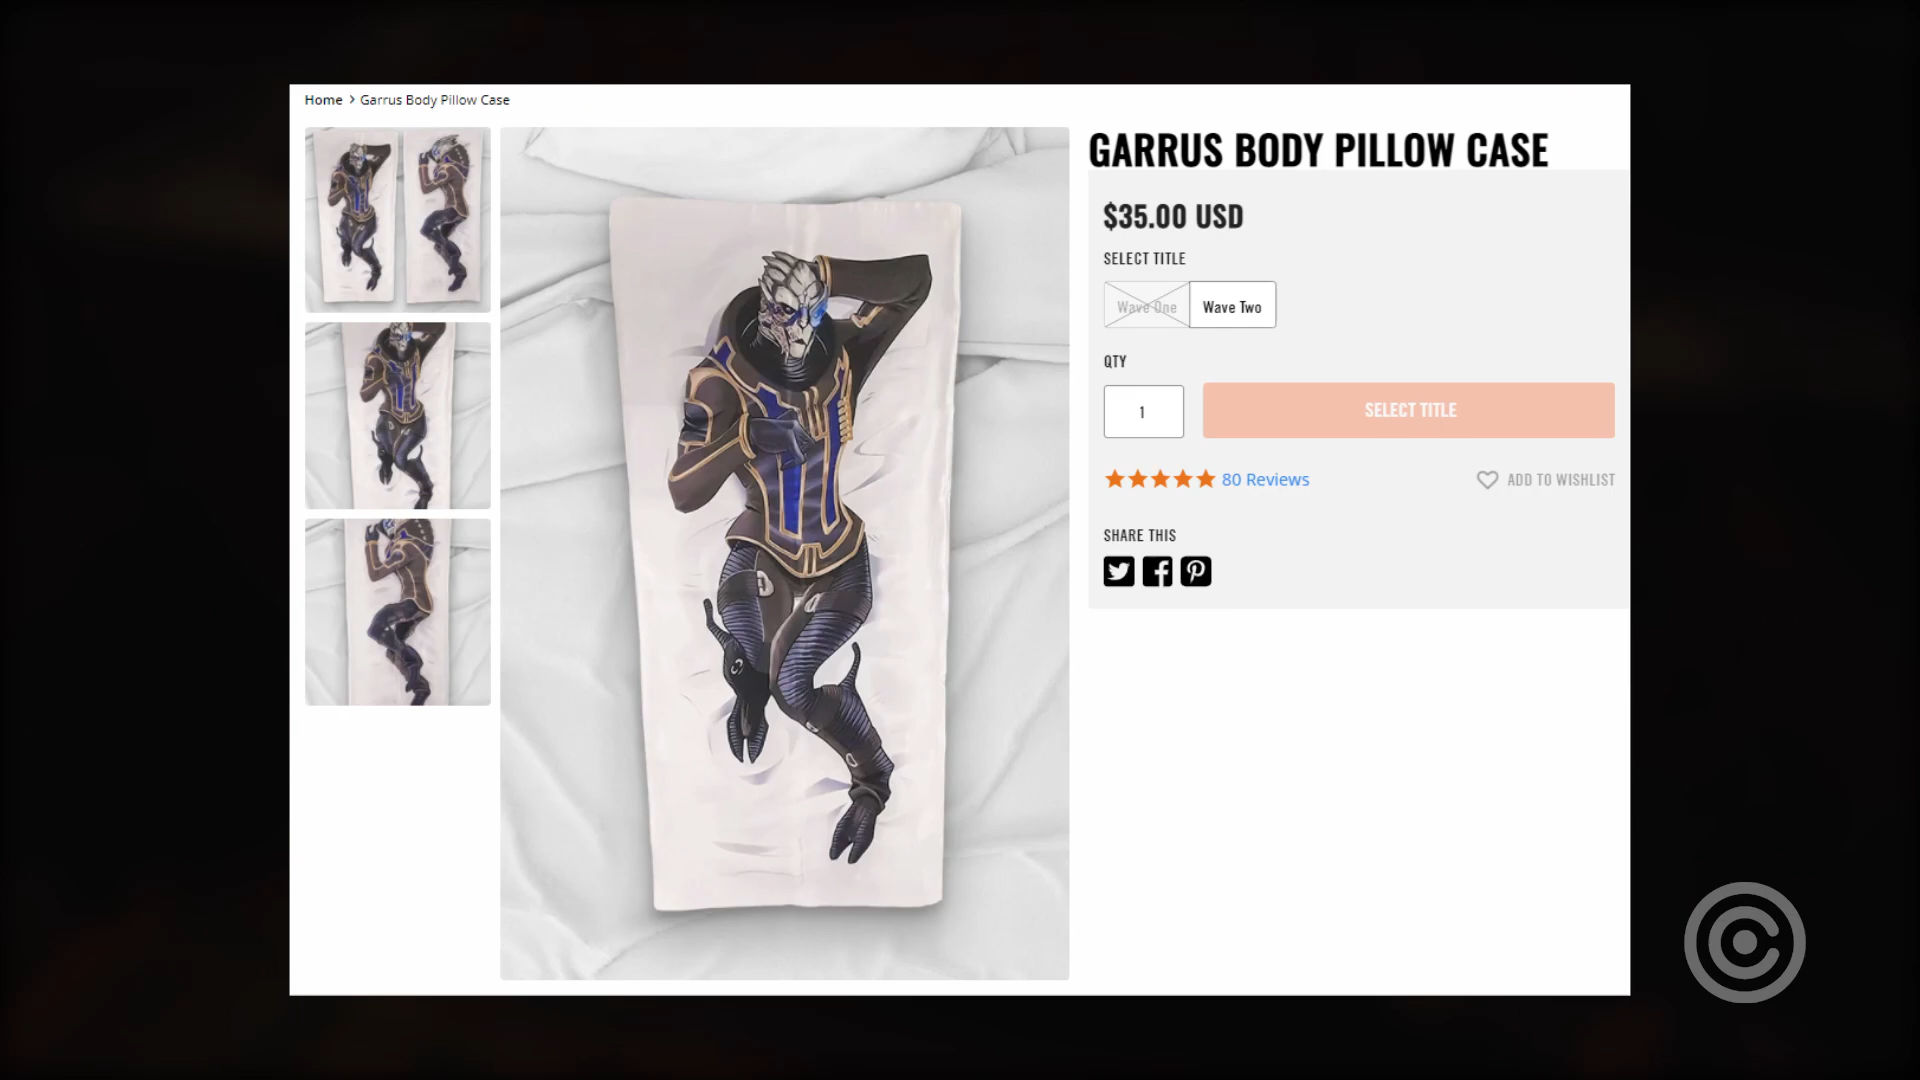 Home > Garrus Body Pillow Case
GARRUS BODY PILLOW CASE
$35.00 USD
SELECT TITLE
Wave One
Wave Two
QTY
1
SELECT TITLE
80 Reviews
ADD TO WISHLIST
SHARE THIS